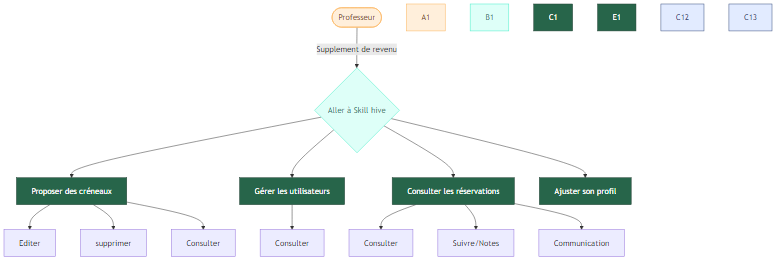 Professeur
A1
B1
C1
E1
C12
C13
Supplement de revenu
Aller à Skill hive
Proposer des créneaux
Gérer les utilisateurs
Consulter les réservations
Ajuster son profil
Editer
supprimer
Consulter
Consulter
Consulter
Suivre/Notes
Communication